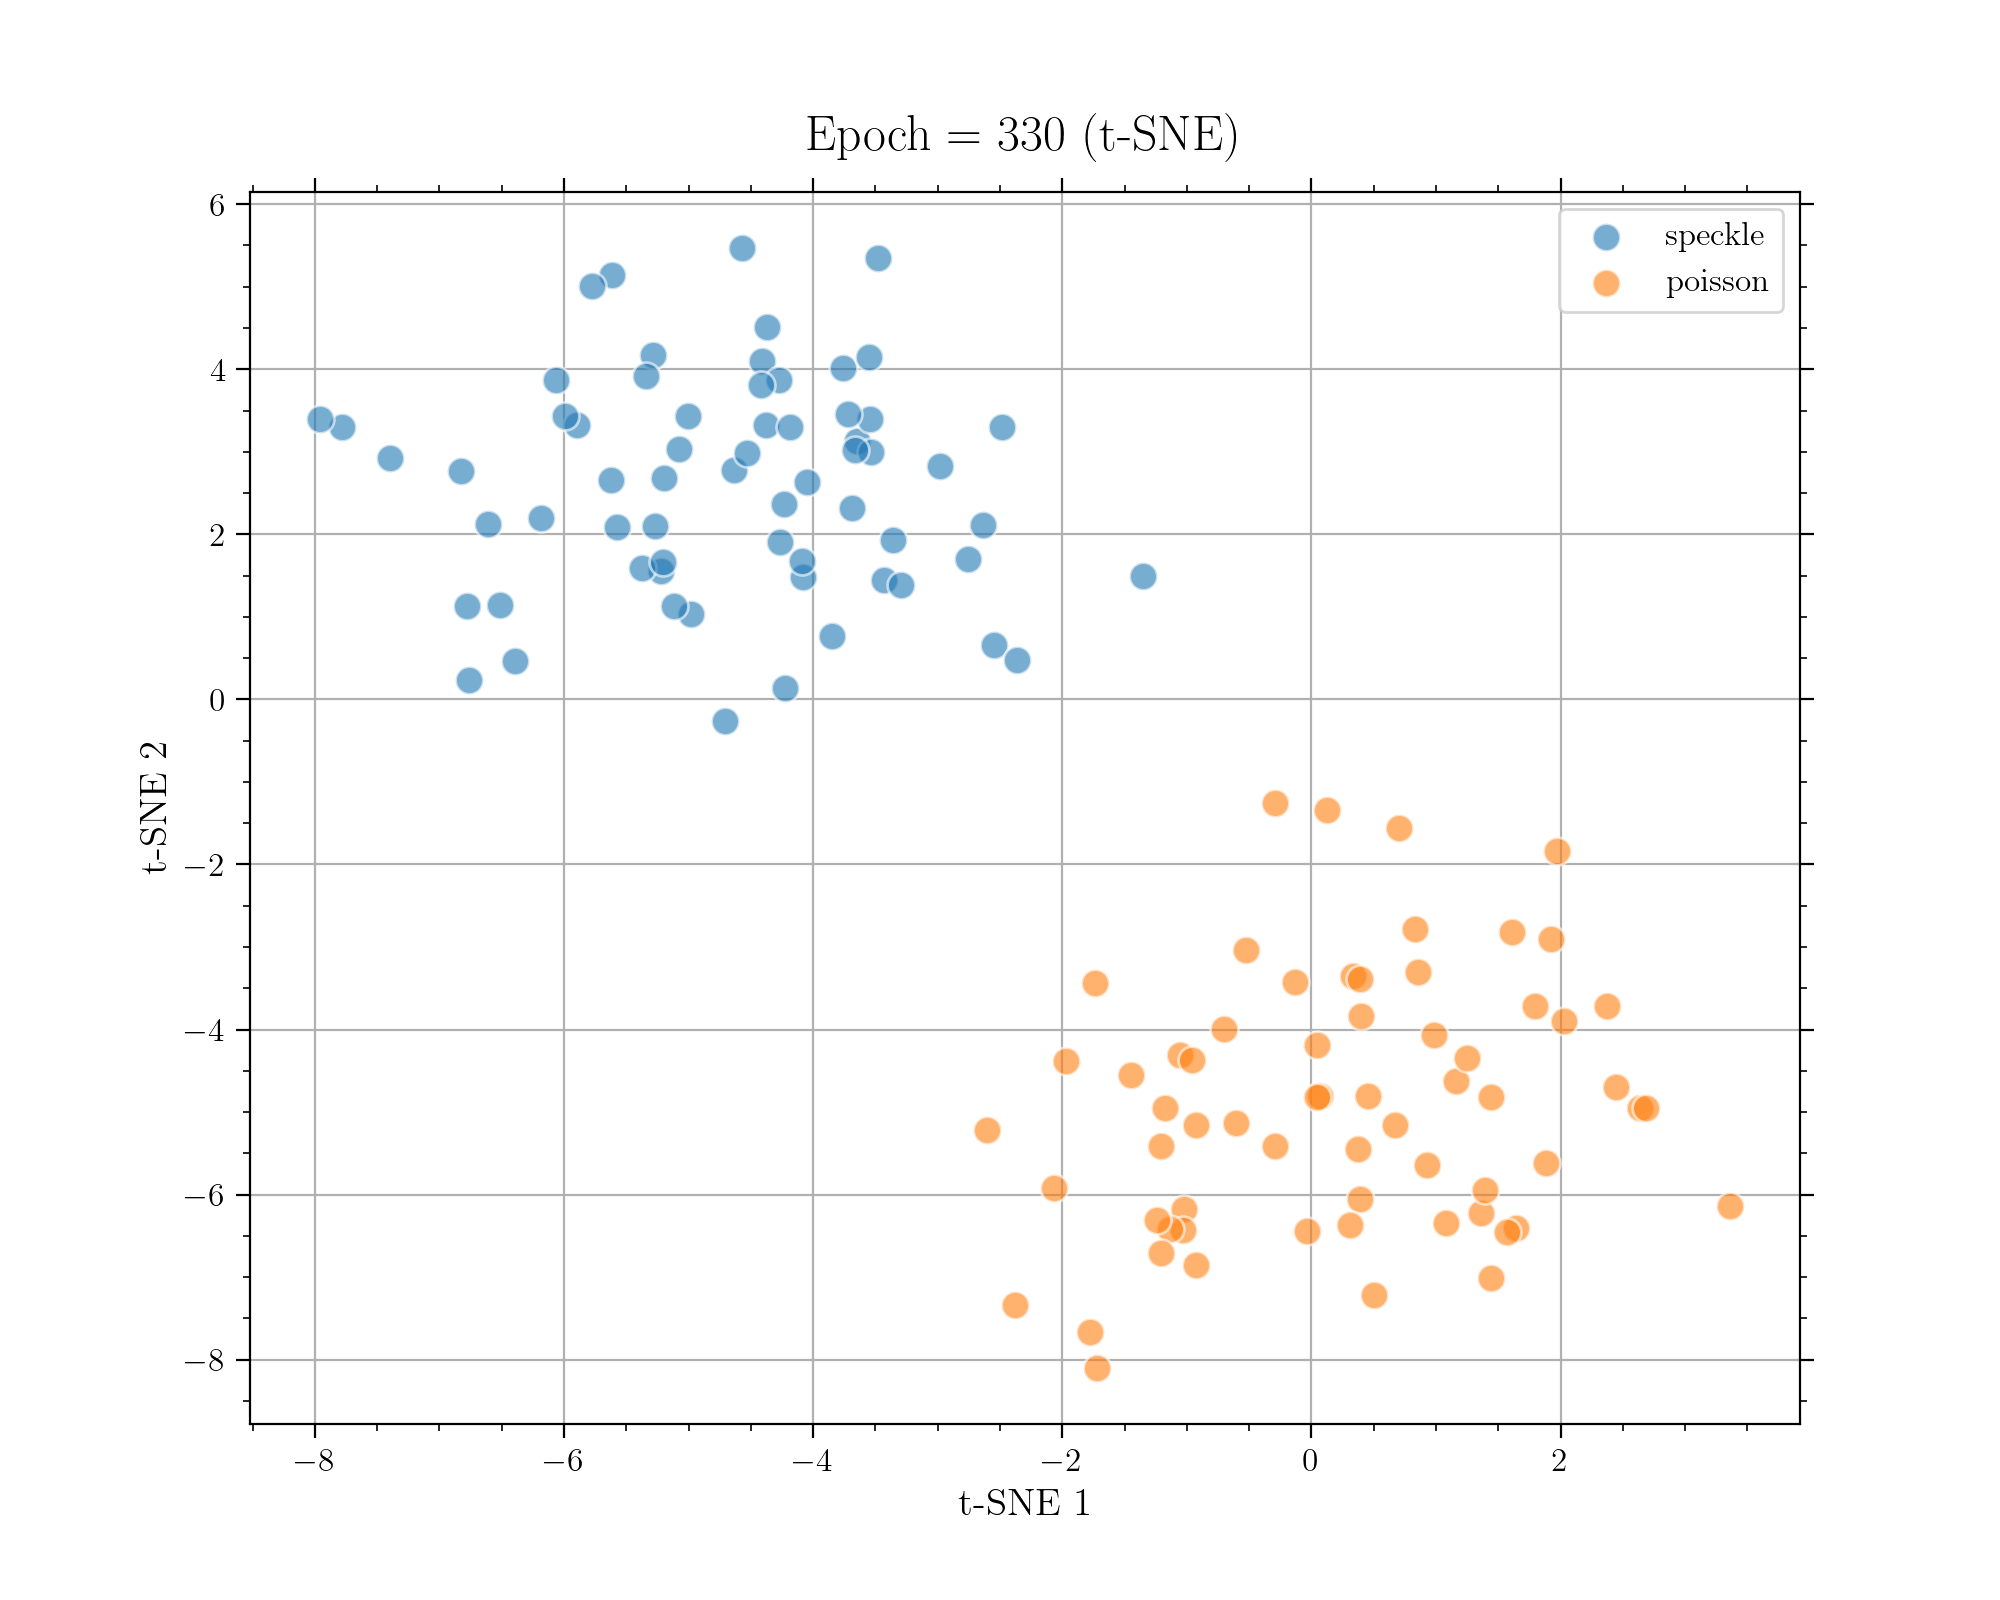 Epoch = 330 (t-SNE)
speckle
poisson
6
4
2
0
−2
−4
−6
−8
t-SNE 2
−8 −6 −4 −2 0 2
t-SNE 1